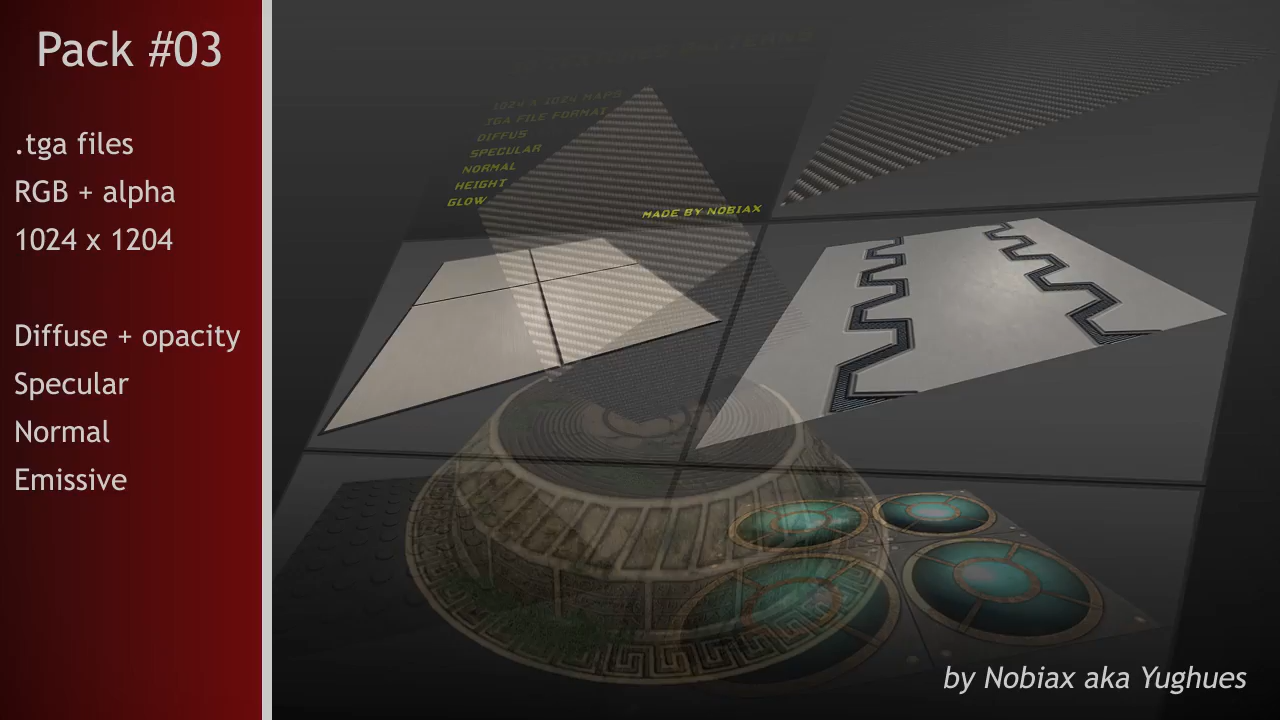 Pack #03
.tga files
RGB + alpha
1024 x 1204
Diffuse + opacity
Specular
Normal
Emissive
1024 x 1024 MAPS
.TGA FILE FORMAT
DIFFUS
SPECULAR
NORMAL
HEIGHT
GLOW
MADE BY NOBIAX
by Nobiax aka Yughues